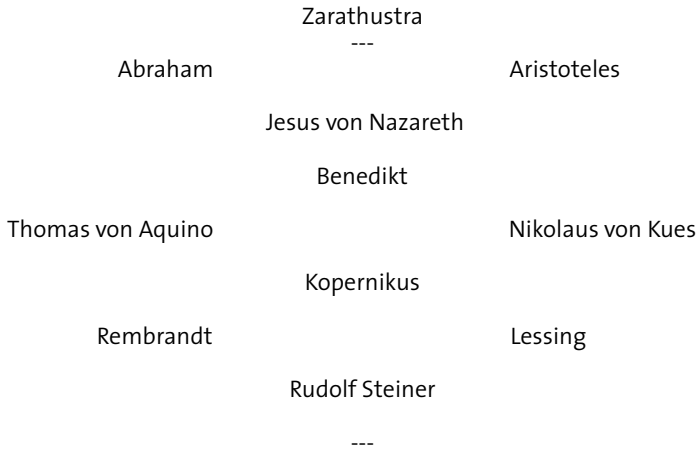 Zarathustra
---
Abraham Aristoteles
Jesus von Nazareth
Benedikt
Thomas von Aquino Nikolaus von Kues
Kopernikus
Rembrandt Lessing
Rudolf Steiner
---